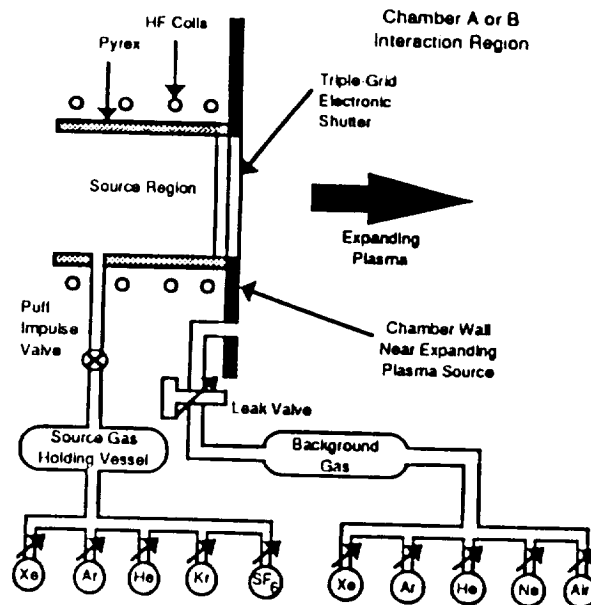 HF Coils
Pyrex
Chamber A or B
Interaction Region
Triple-Grid
Electronic
Shutter
Source Region
Expanding
Plasma
Puff
Impulse
Valve
Chamber Wall
Near Expanding
Plasma Source
Leak Valve
Source Gas
Holding Vessel
Background
Gas
Xe
Ar
He
Kr
SF6
Xe
Ar
He
Ne
Air